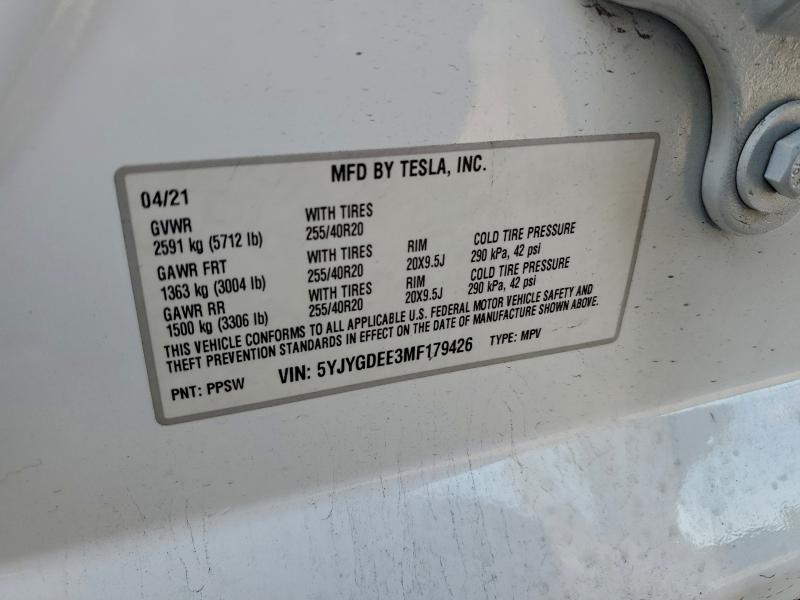 MFD BY TESLA, INC.
04/21
GVWR
2591 kg (5712 lb)
WITH TIRES
255/40R20
GAWR FRT
1363 kg (3004 lb)
WITH TIRES
255/40R20
RIM
20X9.5J
COLD TIRE PRESSURE
290 kPa, 42 psi
GAWR RR
1500 kg (3306 lb)
WITH TIRES
255/40R20
RIM
20X9.5J
COLD TIRE PRESSURE
290 kPa, 42 psi
THIS VEHICLE CONFORMS TO ALL APPLICABLE U.S. FEDERAL MOTOR VEHICLE SAFETY AND
THEFT PREVENTION STANDARDS IN EFFECT ON THE DATE OF MANUFACTURE SHOWN ABOVE.
PNT: PPSW VIN: 5YJYGDEE3MF179426 TYPE: MPV